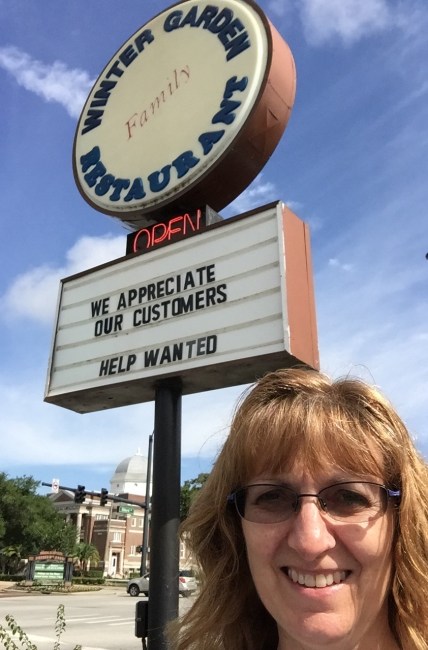 WINTER GARDEN
Family
RESTAURANT
OPEN
WE APPRECIATE
OUR CUSTOMERS
HELP WANTED